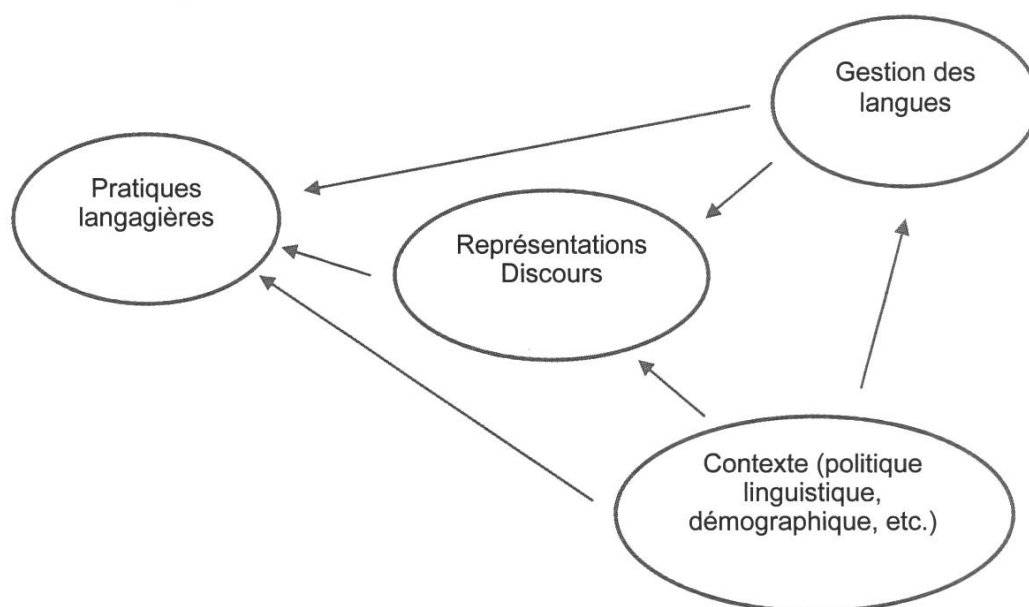 Gestion des
langues
Pratiques
langagières
Représentations
Discours
Contexte (politique
linguistique,
démographique, etc.)